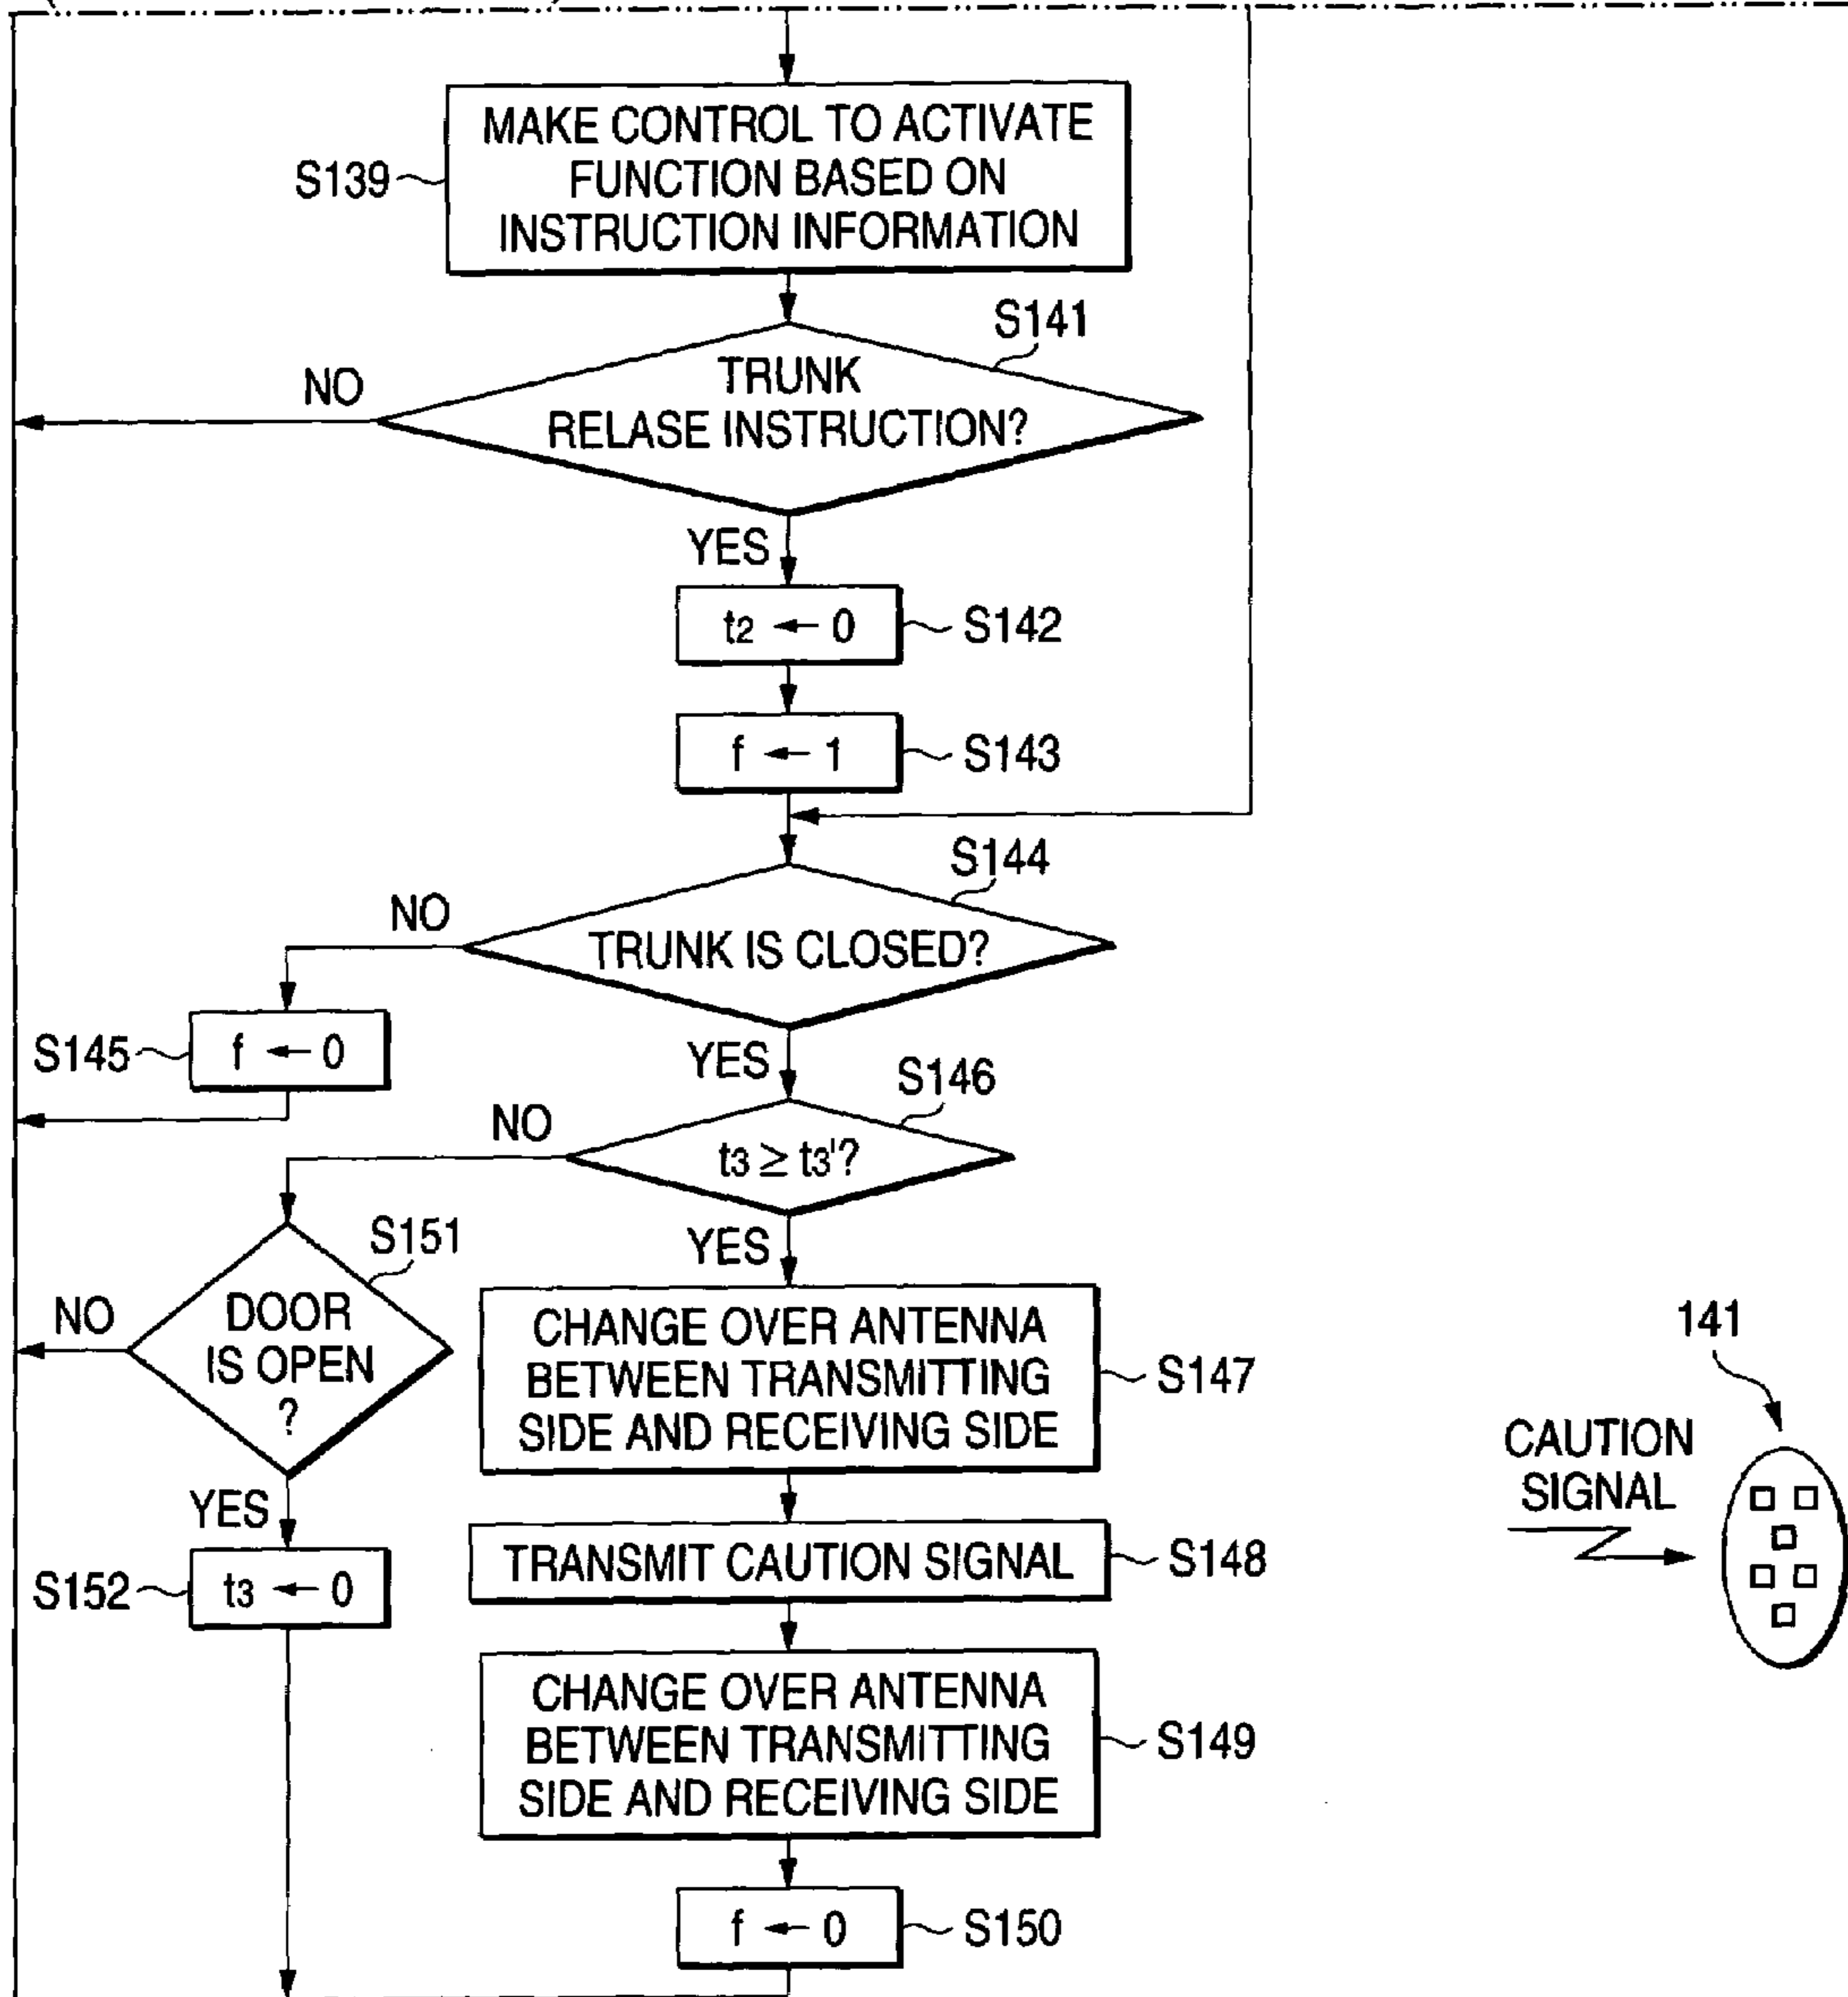 MAKE CONTROL TO ACTIVATE
FUNCTION BASED ON
INSTRUCTION INFORMATION
S139
S141
TRUNK
RELASE INSTRUCTION?
NO
YES
t2 ← 0
S142
f ← 1
S143
S144
TRUNK IS CLOSED?
NO
S145
f ← 0
YES
S146
t3 ≥ t3'?
NO
YES
S151
DOOR
IS OPEN
?
NO
YES
S152
t3 ← 0
CHANGE OVER ANTENNA
BETWEEN TRANSMITTING
SIDE AND RECEIVING SIDE
S147
TRANSMIT CAUTION SIGNAL
S148
CHANGE OVER ANTENNA
BETWEEN TRANSMITTING
SIDE AND RECEIVING SIDE
S149
f ← 0
S150
141
CAUTION
SIGNAL